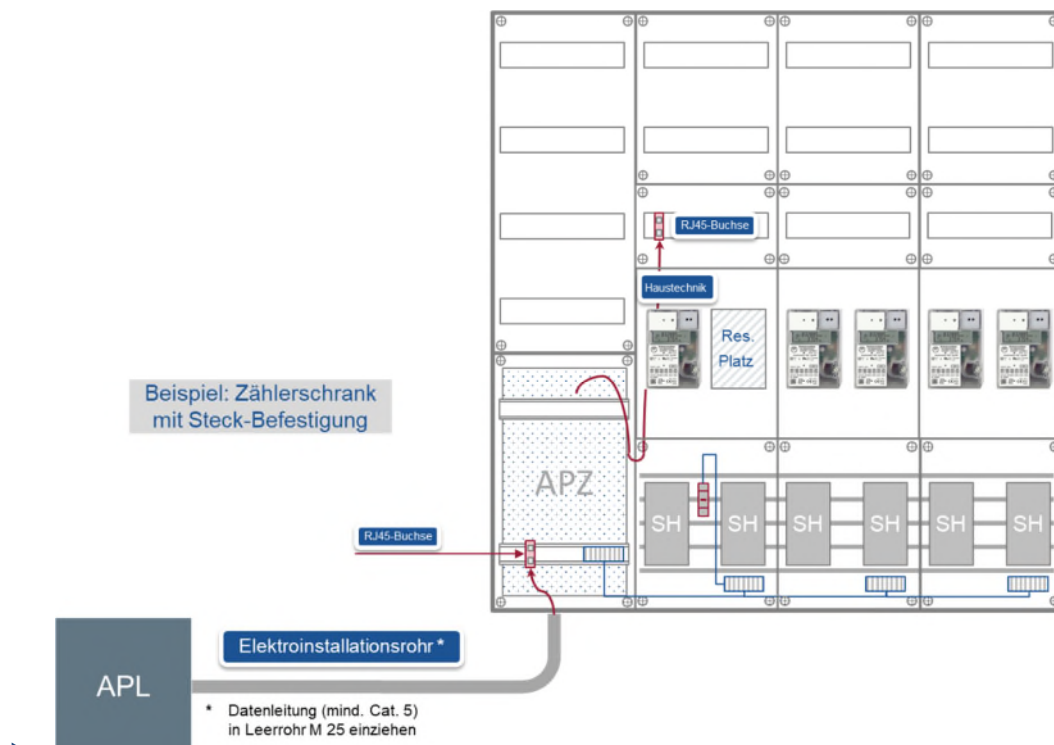 RJ45-Buchse
Haustechnik
Res.
Platz
Beispiel: Zählerschrank
mit Steck-Befestigung
APZ
SH SH SH SH SH SH
RJ45-Buchse
Elektroinstallationsrohr *
APL
* Datenleitung (mind. Cat. 5)
in Leerrohr M 25 einziehen